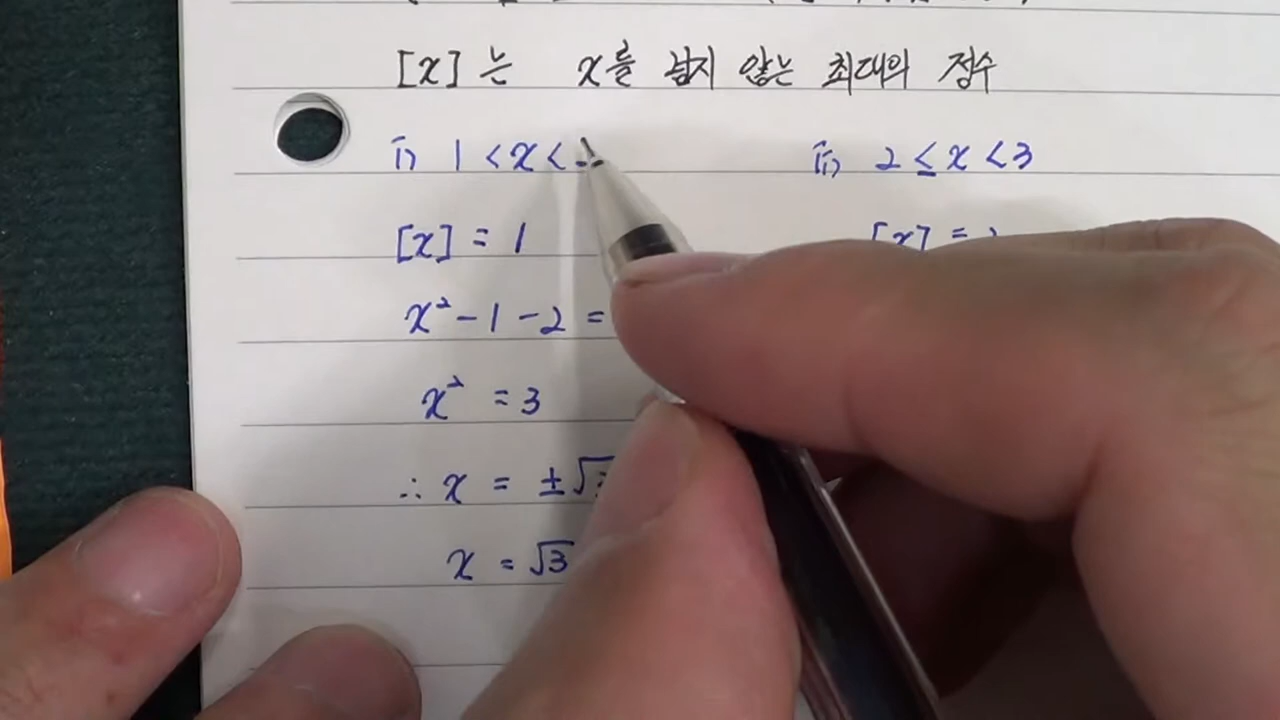 [x] 는 x를 넘지 않는 최대의 정수
i) 1 < x <
ii) 2 ≤ x < 3
[x] = 1
[x] =
x² - 1 - 2 =
x² = 3
∴ x = ±√
x = √3